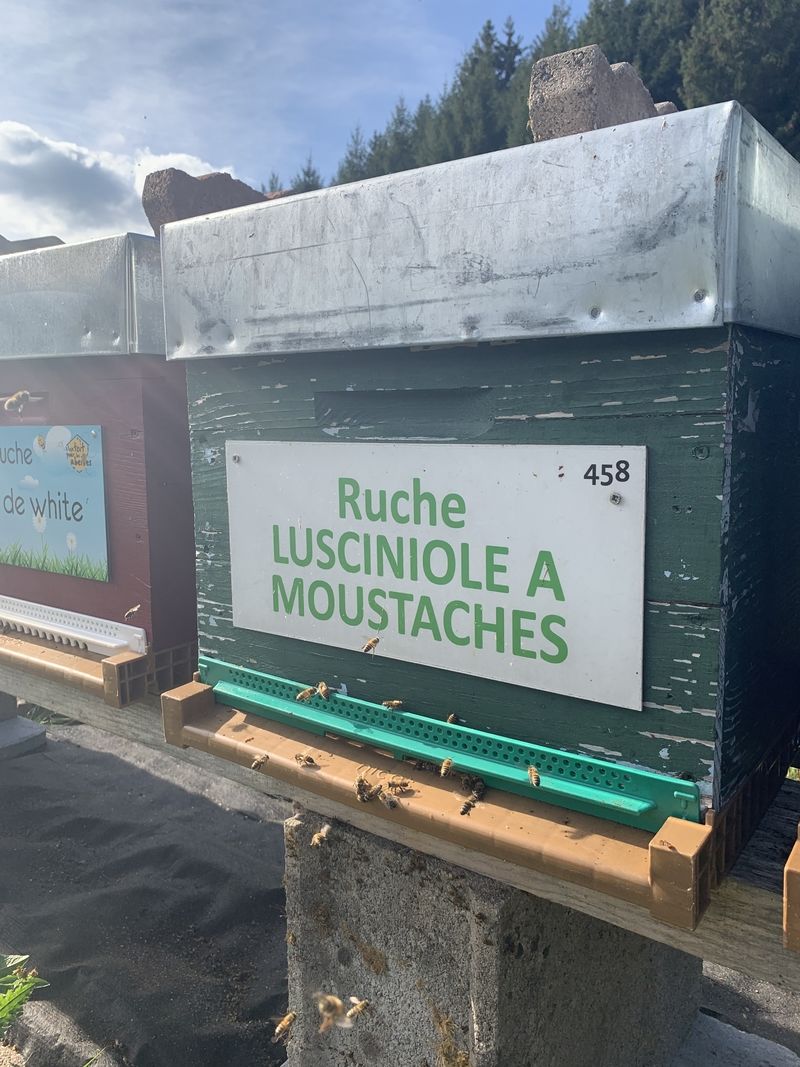 uche
de white
458
Ruche
LUSCINIOLE A
MOUSTACHES